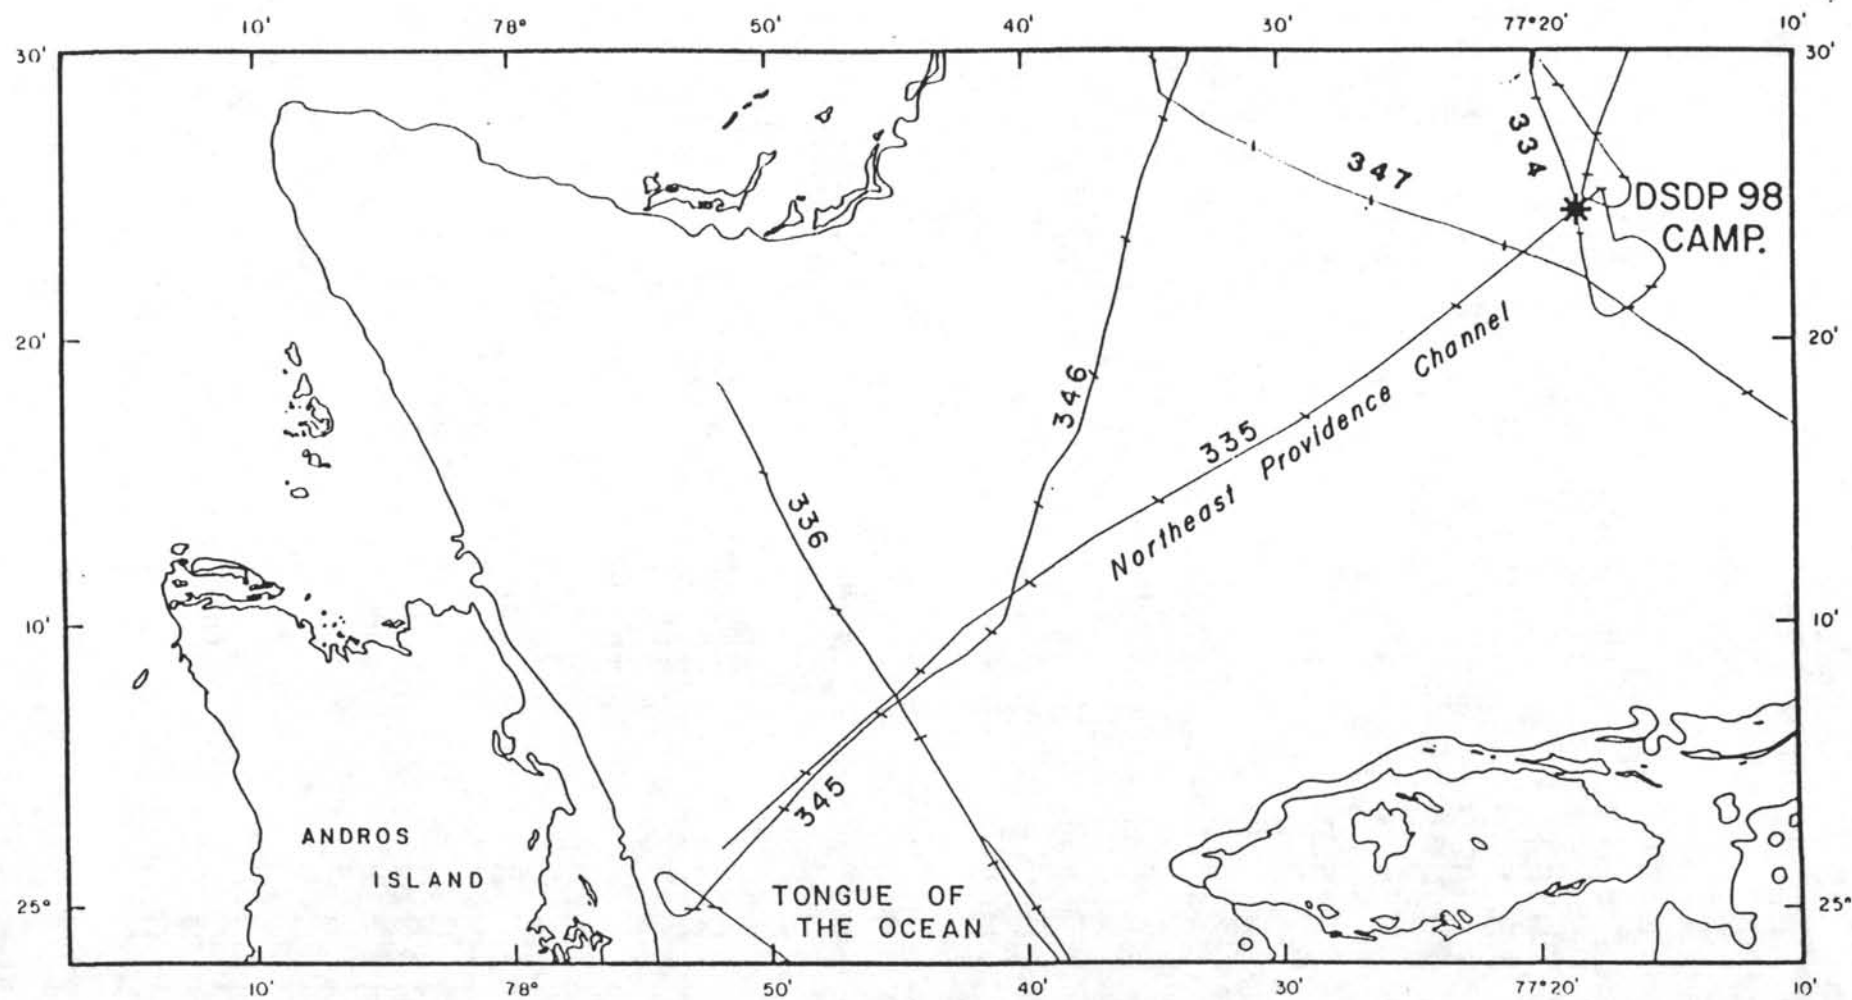 10' 78° 50' 40' 30' 77°20' 10'
30' 30'
334
347
DSDP 98
CAMP.
20' 20'
346
335
Northeast Providence Channel
336
10' 10'
345
ANDROS
ISLAND
TONGUE OF
THE OCEAN
25° 25°
10' 78° 50' 40' 30' 77°20' 10'